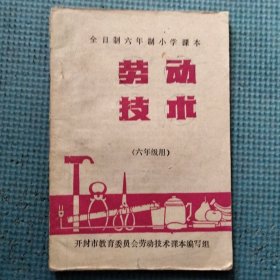 全日制六年制小学课本
劳动
技术
(六年级用)
开封市教育委员会劳动技术课本编写组